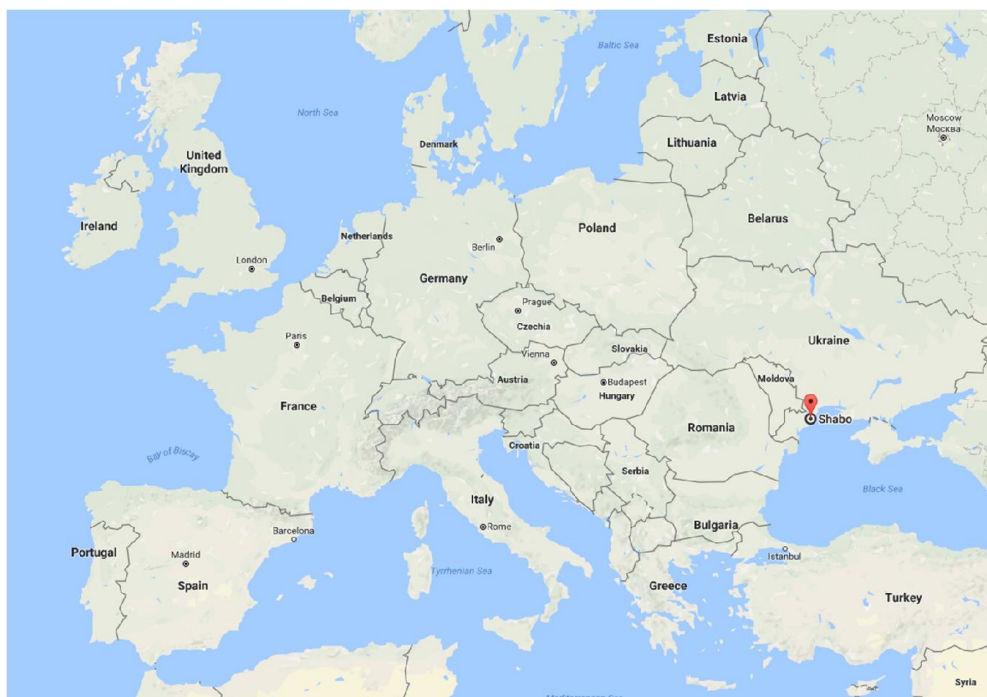 Estonia
Baltic Sea
Latvia
North Sea
Moscow
Москва
Denmark
Lithuania
United
Kingdom
Ireland
Netherlands
Berlin
Poland
Belarus
London
Germany
Belgium
Prague
Czechia
Paris
Ukraine
Slovakia
Vienna
Austria
Budapest
Hungary
Moldova
France
Shabo
Romania
Croatia
Bay of Biscay
Serbia
Black Sea
Italy
Rome
Bulgaria
Barcelona
Portugal
Madrid
Spain
Istanbul
Tyrrhenian Sea
Greece
Turkey
Syria
Mediterranean Sea